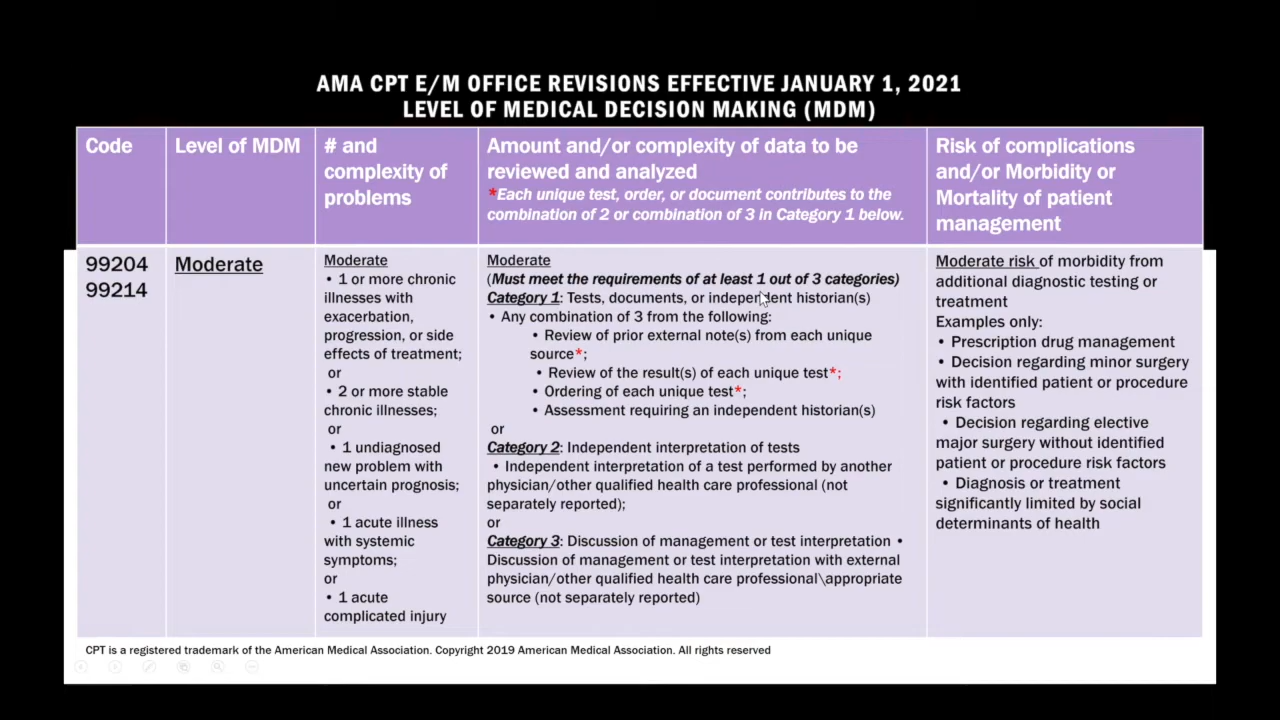 AMA CPT E/M OFFICE REVISIONS EFFECTIVE JANUARY 1, 2021
LEVEL OF MEDICAL DECISION MAKING (MDM)
Code
Level of MDM
# and
complexity of
problems
Amount and/or complexity of data to be
reviewed and analyzed
*Each unique test, order, or document contributes to the
combination of 2 or combination of 3 in Category 1 below.
Risk of complications
and/or Morbidity or
Mortality of patient
management
99204
99214
Moderate
Moderate
• 1 or more chronic
illnesses with
exacerbation,
progression, or side
effects of treatment;
or
• 2 or more stable
chronic illnesses;
or
• 1 undiagnosed
new problem with
uncertain prognosis;
or
• 1 acute illness
with systemic
symptoms;
or
• 1 acute
complicated injury
Moderate
(Must meet the requirements of at least 1 out of 3 categories)
Category 1: Tests, documents, or independent historian(s)
• Any combination of 3 from the following:
• Review of prior external note(s) from each unique
source*;
• Review of the result(s) of each unique test*;
• Ordering of each unique test*;
• Assessment requiring an independent historian(s)
or
Category 2: Independent interpretation of tests
• Independent interpretation of a test performed by another
physician/other qualified health care professional (not
separately reported);
or
Category 3: Discussion of management or test interpretation •
Discussion of management or test interpretation with external
physician/other qualified health care professional\appropriate
source (not separately reported)
Moderate risk of morbidity from
additional diagnostic testing or
treatment
Examples only:
• Prescription drug management
• Decision regarding minor surgery
with identified patient or procedure
risk factors
• Decision regarding elective
major surgery without identified
patient or procedure risk factors
• Diagnosis or treatment
significantly limited by social
determinants of health
CPT is a registered trademark of the American Medical Association. Copyright 2019 American Medical Association. All rights reserved